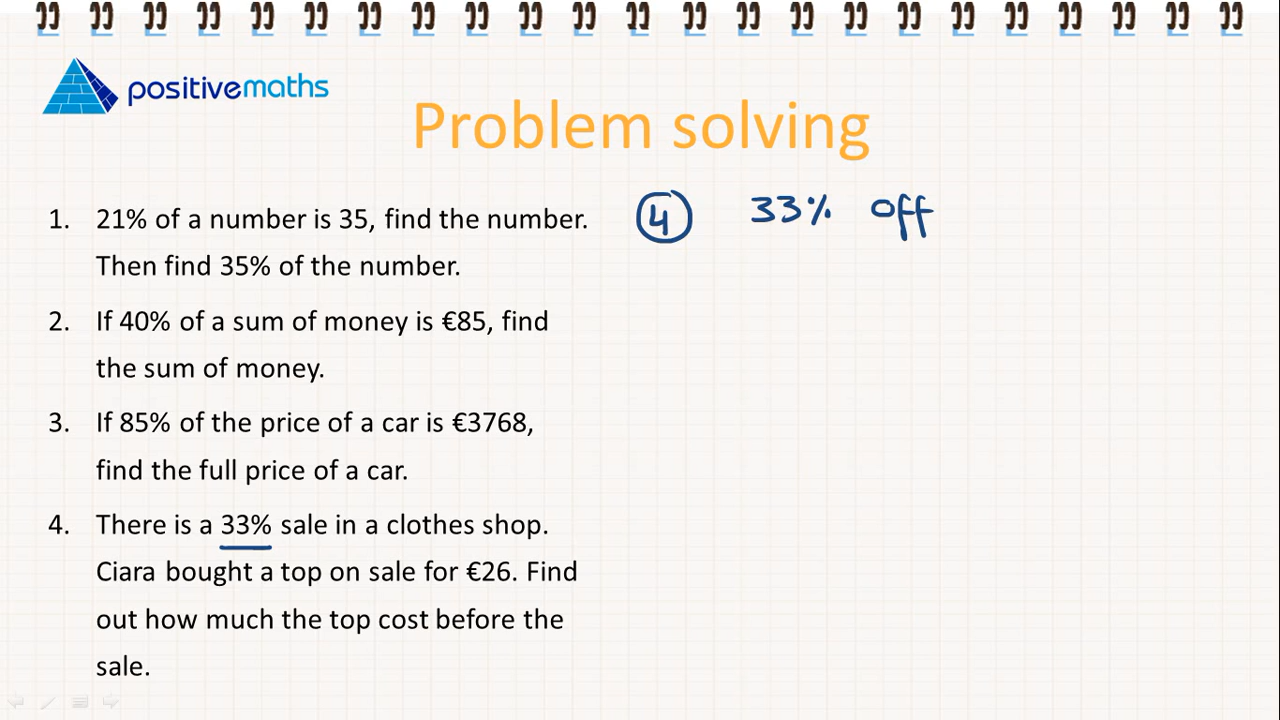 positivemaths
Problem solving
1. 21% of a number is 35, find the number.
Then find 35% of the number.
2. If 40% of a sum of money is €85, find
the sum of money.
3. If 85% of the price of a car is €3768,
find the full price of a car.
4. There is a 33% sale in a clothes shop.
Ciara bought a top on sale for €26. Find
out how much the top cost before the
sale.
4 33% off